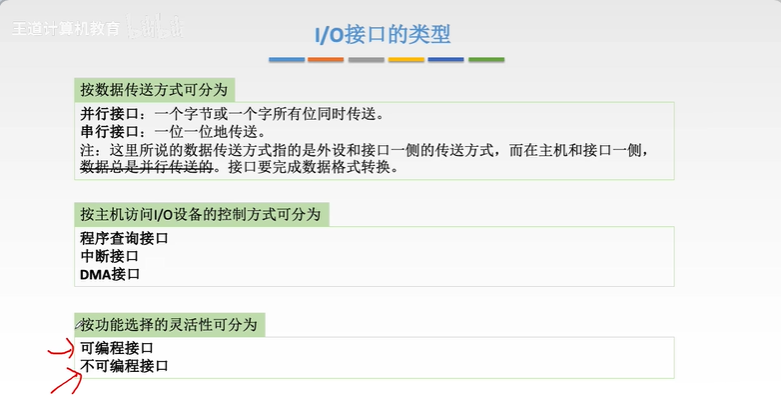 王道计算机教育
I/O接口的类型
按数据传送方式可分为
并行接口：一个字节或一个字所有位同时传送。
串行接口：一位一位地传送。
注：这里所说的数据传送方式指的是外设和接口一侧的传送方式，而在主机和接口一侧，
数据总是并行传送的。接口要完成数据格式转换。
按主机访问I/O设备的控制方式可分为
程序查询接口
中断接口
DMA接口
按功能选择的灵活性可分为
可编程接口
不可编程接口